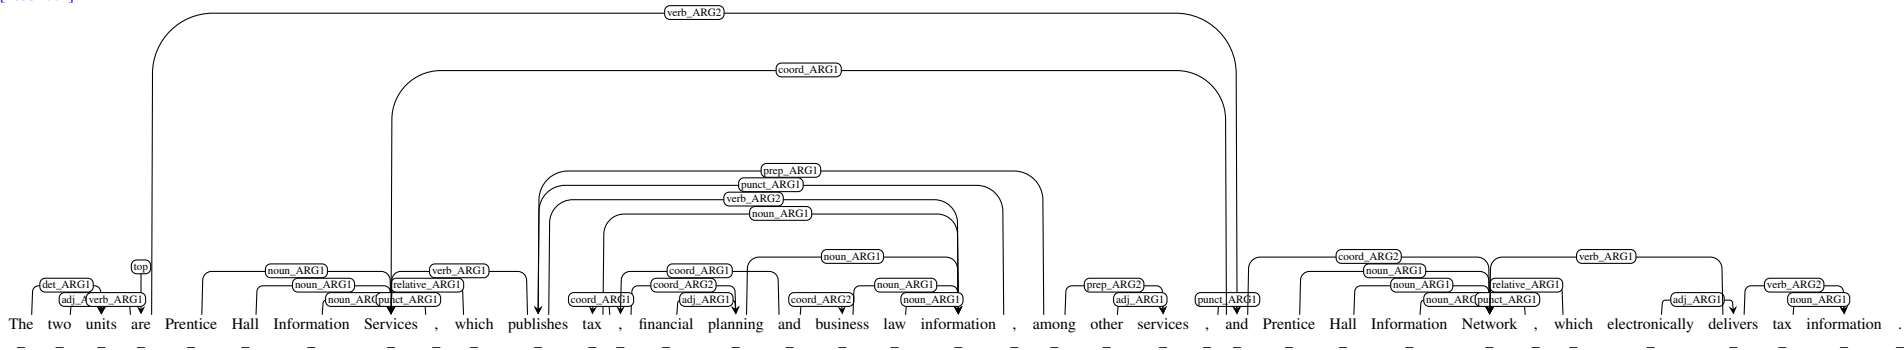 verb_ARG2
coord_ARG1
prep_ARG1
punct_ARG1
verb_ARG2
noun_ARG1
noun_ARG1 coord_ARG2 verb_ARG1
top noun_ARG1 verb_ARG1 coord_ARG1 noun_ARG1
det_ARG1 noun_ARG1 relative_ARG1 coord_ARG2 noun_ARG1 prep_ARG2 noun_ARG1 relative_ARG1 verb_ARG2
verb_ARG1 punct_ARG1 coord_ARG1 adj_ARG1 coord_ARG2 noun_ARG1 adj_ARG1 punct_ARG1 punct_ARG1 adj_ARG1 noun_ARG1
The two units are Prentice Hall Information Services , which publishes tax , financial planning and business law information , among other services , and Prentice Hall Information Network , which electronically delivers tax information .